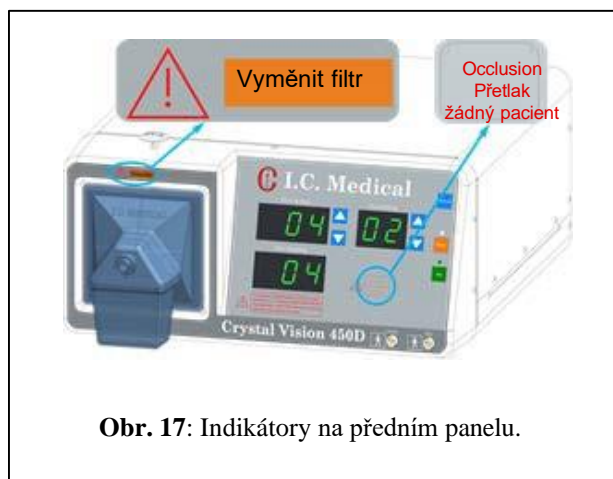 Vyměnit filtr
Occlusion
Přetlak
žádný pacient
I.C. Medical
04
02
04
Crystal Vision 450D
Obr. 17: Indikátory na předním panelu.